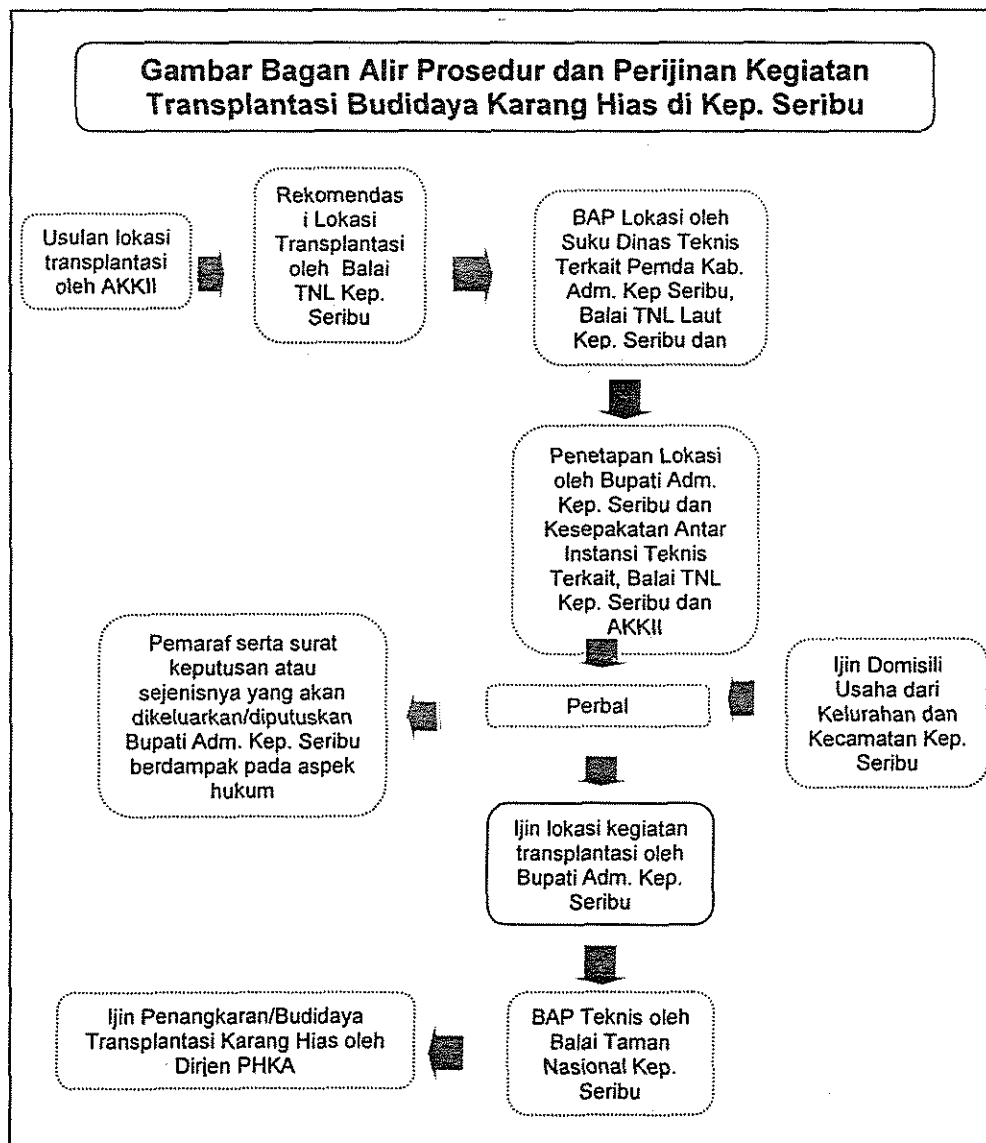 Gambar Bagan Alir Prosedur dan Perijinan Kegiatan
Transplantasi Budidaya Karang Hias di Kep. Seribu
Usulan lokasi
transplantasi
oleh AKKII
Rekomendas
i Lokasi
Transplantasi
oleh Balai
TNL Kep.
Seribu
BAP Lokasi oleh
Suku Dinas Teknis
Terkait Pemda Kab.
Adm. Kep Seribu,
Balai TNL Laut
Kep. Seribu dan
Penetapan Lokasi
oleh Bupati Adm.
Kep. Seribu dan
Kesepakatan Antar
Instansi Teknis
Terkait, Balai TNL
Kep. Seribu dan
AKKII
Pemaraf serta surat
keputusan atau
sejenisnya yang akan
dikeluarkan/diputuskan
Bupati Adm. Kep. Seribu
berdampak pada aspek
hukum
Perbal
Ijin Domisili
Usaha dari
Kelurahan dan
Kecamatan Kep.
Seribu
Ijin lokasi kegiatan
transplantasi oleh
Bupati Adm. Kep.
Seribu
Ijin Penangkaran/Budidaya
Transplantasi Karang Hias oleh
Dirjen PHKA
BAP Teknis oleh
Balai Taman
Nasional Kep.
Seribu